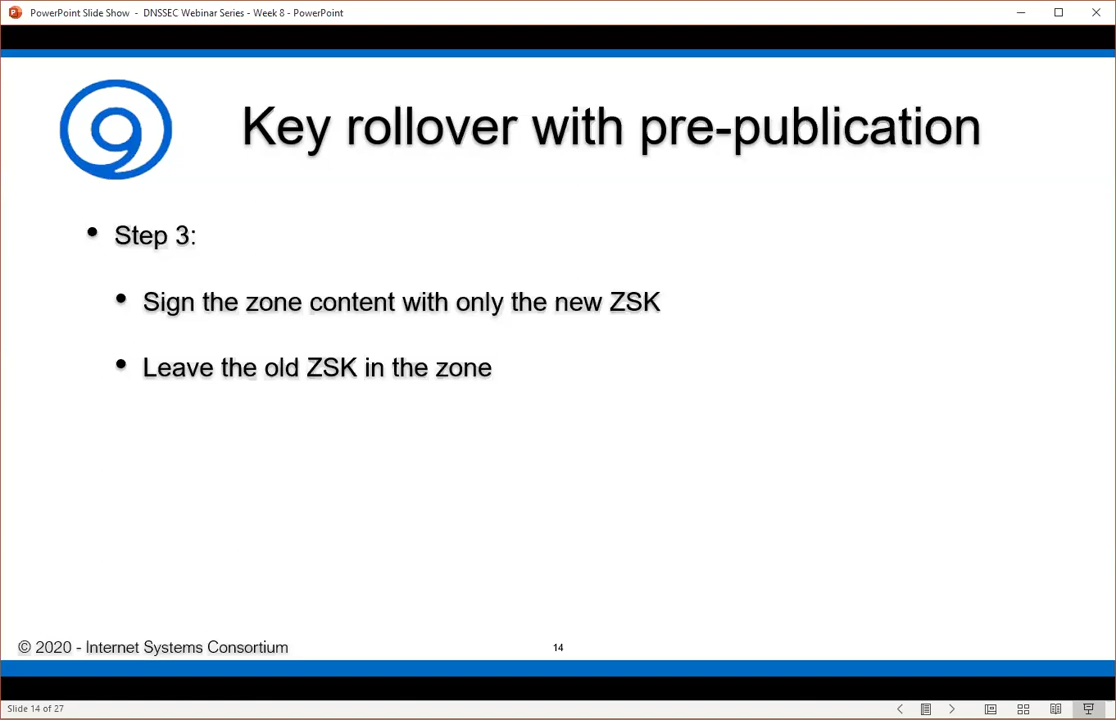 PowerPoint Slide Show - DNSSEC Webinar Series - Week 8 - PowerPoint
Key rollover with pre-publication
• Step 3:
• Sign the zone content with only the new ZSK
• Leave the old ZSK in the zone
© 2020 - Internet Systems Consortium
14
Slide 14 of 27